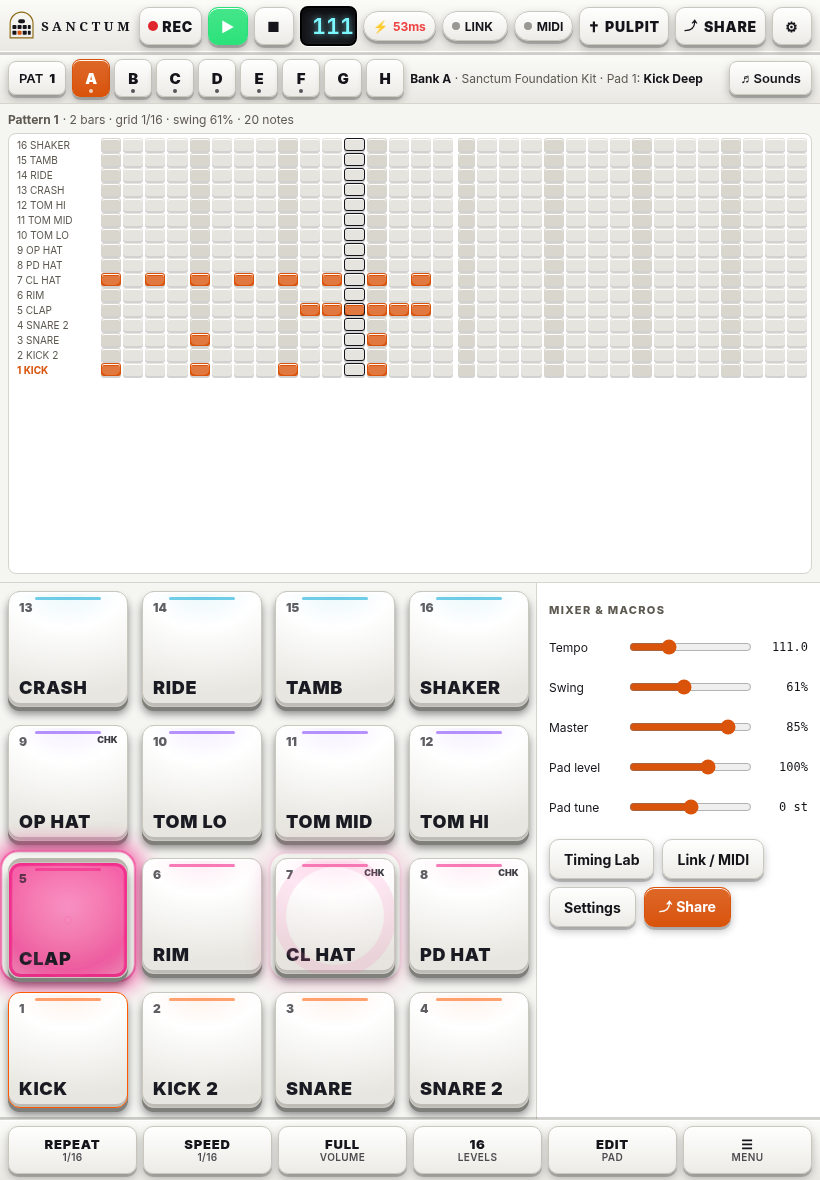 SANCTUM REC 111 ⚡ 53ms LINK MIDI ✝ PULPIT ⤴ SHARE ⚙
PAT 1 A B C D E F G H Bank A · Sanctum Foundation Kit · Pad 1: Kick Deep ♬ Sounds
Pattern 1 · 2 bars · grid 1/16 · swing 61% · 20 notes
16 SHAKER
15 TAMB
14 RIDE
13 CRASH
12 TOM HI
11 TOM MID
10 TOM LO
9 OP HAT
8 PD HAT
7 CL HAT
6 RIM
5 CLAP
4 SNARE 2
3 SNARE
2 KICK 2
1 KICK
13 14 15 16
CRASH RIDE TAMB SHAKER
9 CHK 10 11 12
OP HAT TOM LO TOM MID TOM HI
5 6 7 CHK 8 CHK
CLAP RIM CL HAT PD HAT
1 2 3 4
KICK KICK 2 SNARE SNARE 2
MIXER & MACROS
Tempo 111.0
Swing 61%
Master 85%
Pad level 100%
Pad tune 0 st
Timing Lab Link / MIDI
Settings ⤴ Share
REPEAT SPEED FULL 16 EDIT ☰
1/16 1/16 VOLUME LEVELS PAD MENU